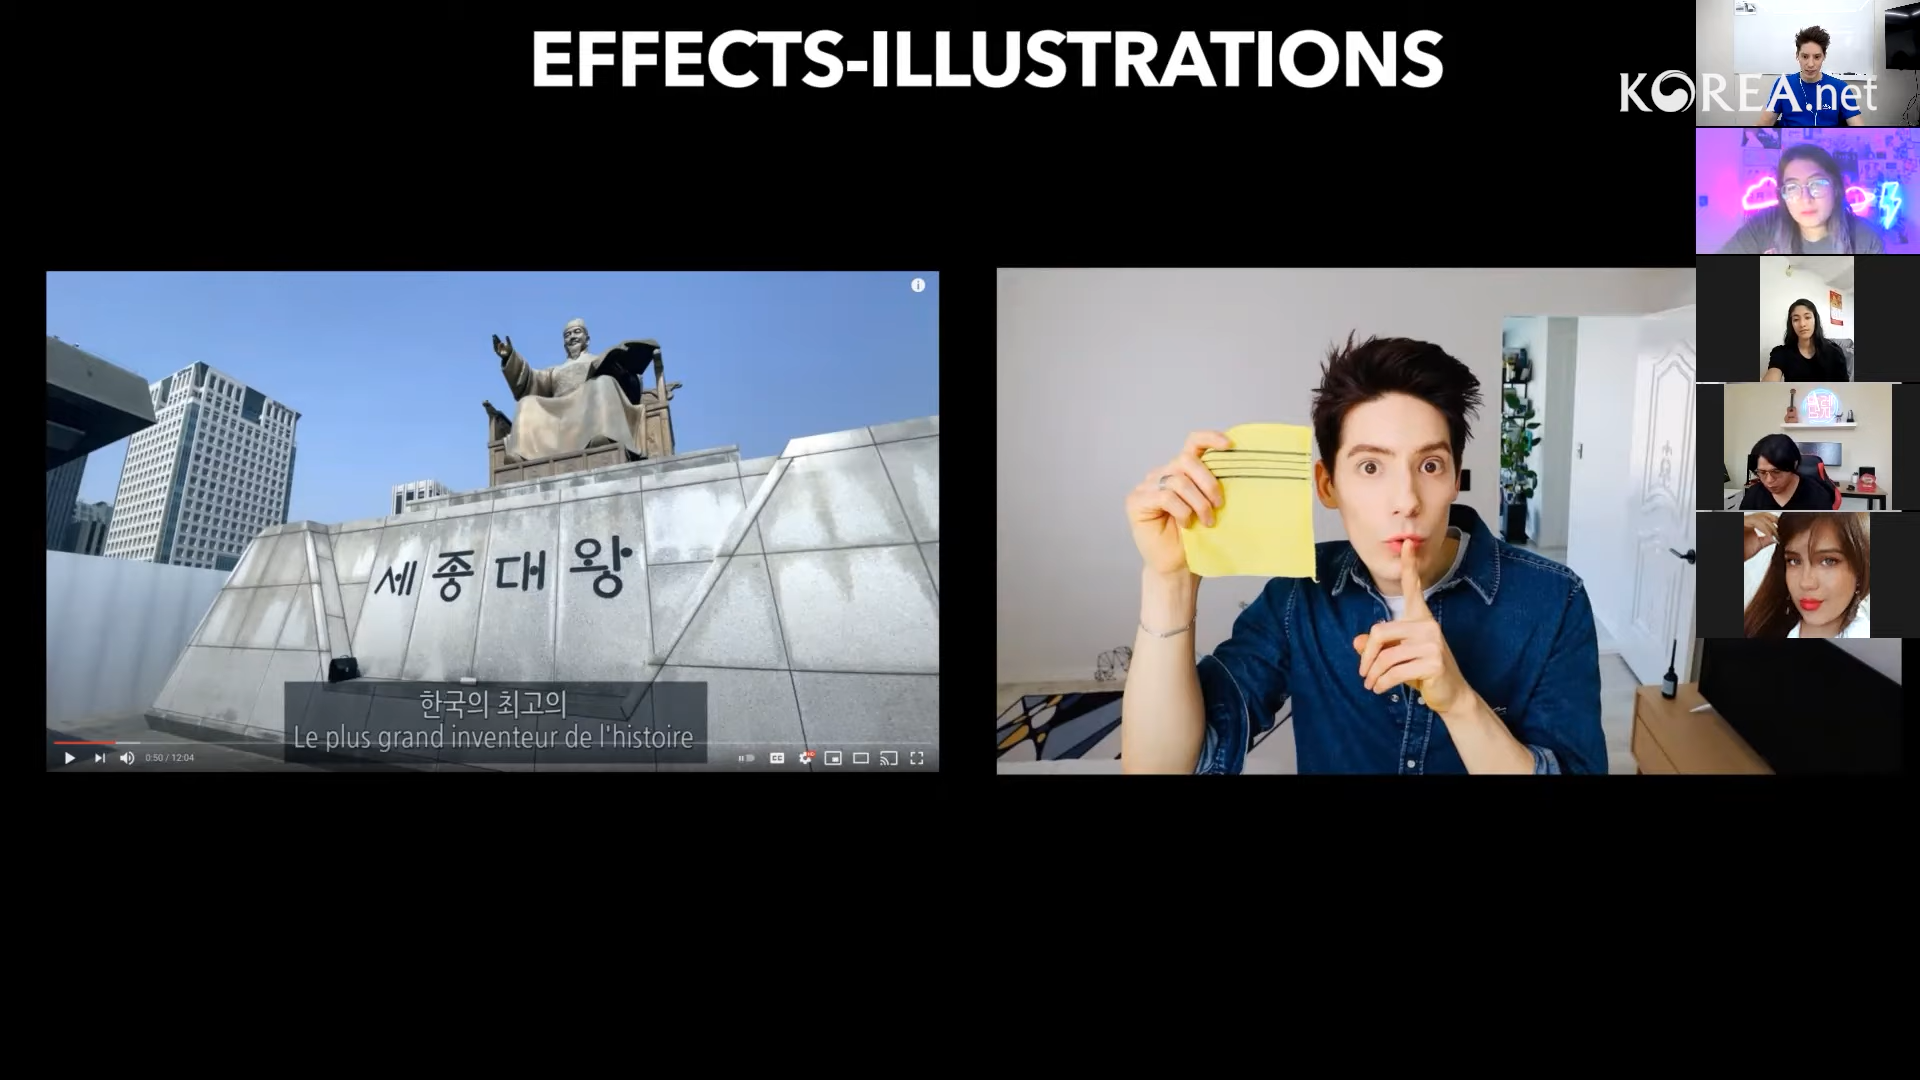 EFFECTS-ILLUSTRATIONS
KOREA.net
세종대왕
한국의 최고의
Le plus grand inventeur de l'histoire
0:50 / 12:04
CC